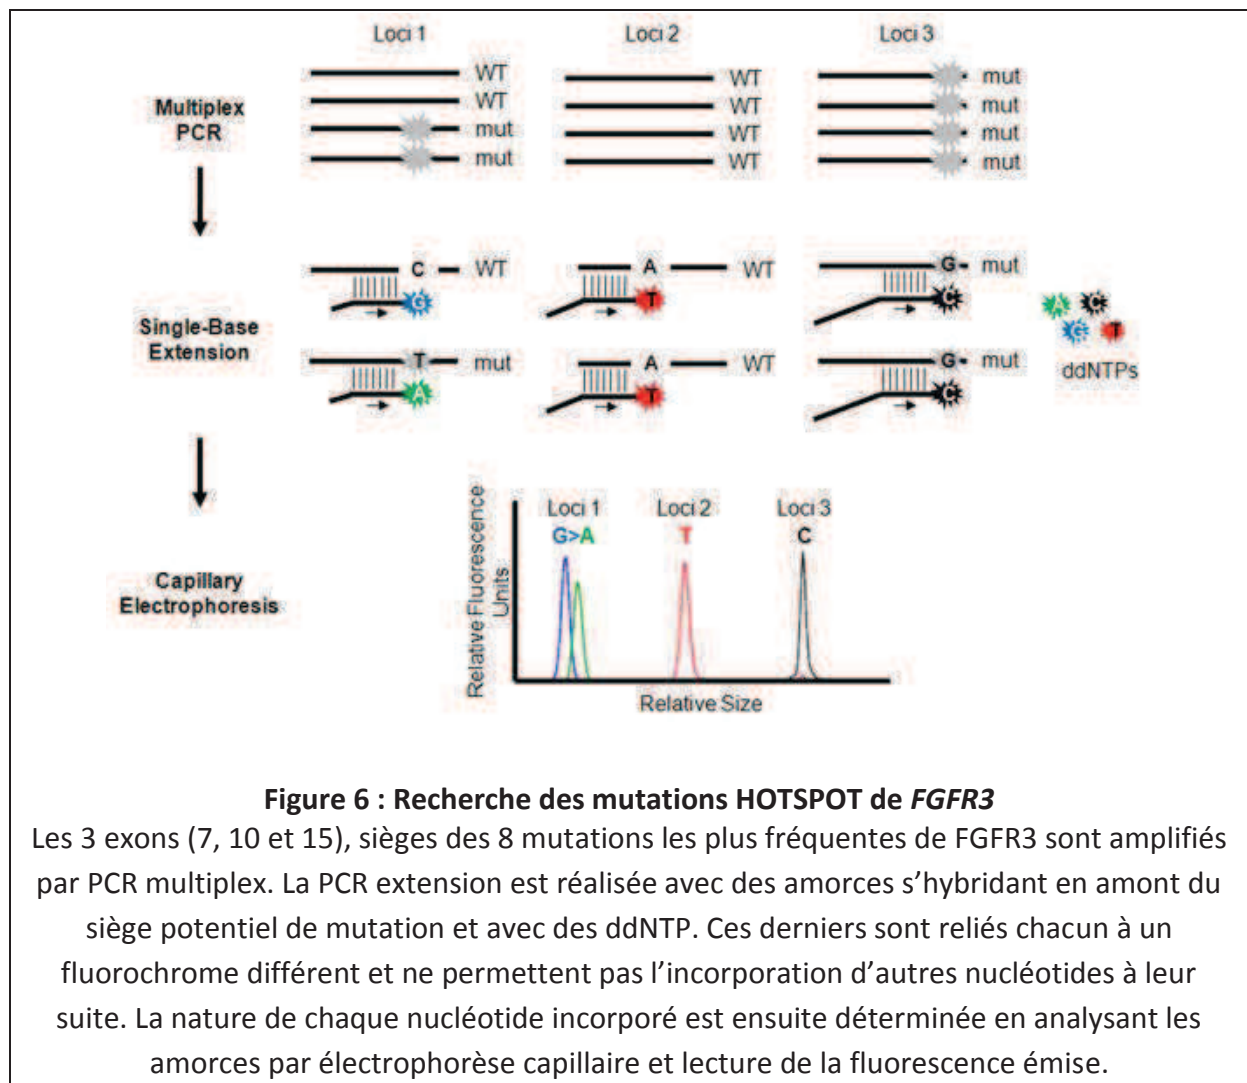 Loci 1 Loci 2 Loci 3
WT
WT
mut
mut
WT
WT
WT
WT
mut
mut
mut
mut
Multiplex
PCR
C WT
G
A WT
T
G mut
C
Single-Base
Extension
T mut
A
A WT
T
G mut
C
A C
G T
ddNTPs
Capillary
Electrophoresis
Relative Fluorescence
Units
Loci 1 Loci 2 Loci 3
G>A T C
Relative Size
Figure 6 : Recherche des mutations HOTSPOT de FGFR3
Les 3 exons (7, 10 et 15), sièges des 8 mutations les plus fréquentes de FGFR3 sont amplifiés
par PCR multiplex. La PCR extension est réalisée avec des amorces s’hybridant en amont du
siège potentiel de mutation et avec des ddNTP. Ces derniers sont reliés chacun à un
fluorochrome différent et ne permettent pas l’incorporation d’autres nucléotides à leur
suite. La nature de chaque nucléotide incorporé est ensuite déterminée en analysant les
amorces par électrophorèse capillaire et lecture de la fluorescence émise.